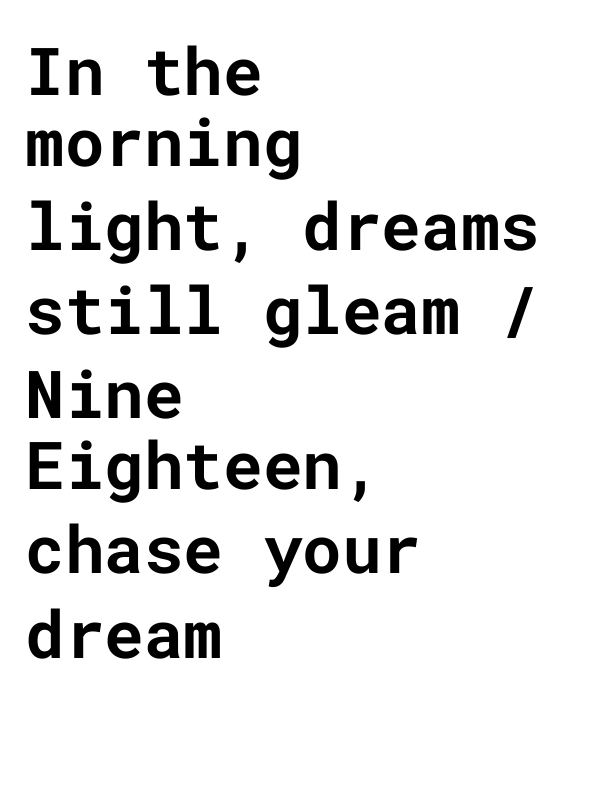 In the
morning
light, dreams
still gleam /
Nine
Eighteen,
chase your
dream